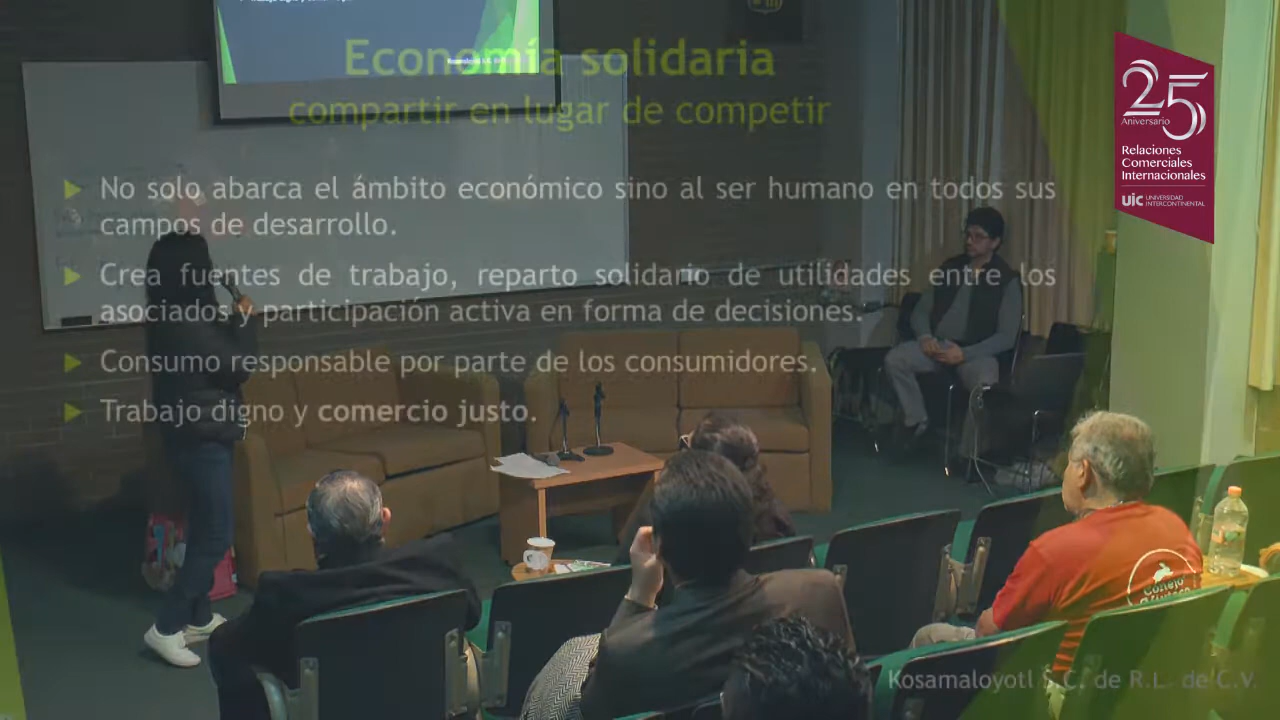 Economía solidaria
compartir en lugar de competir
25
Aniversario
Relaciones
Comerciales
Internacionales
uic UNIVERSIDAD
INTERCONTINENTAL
No solo abarca el ámbito económico sino al ser humano en todos sus
campos de desarrollo.
Crea fuentes de trabajo, reparto solidario de utilidades entre los
asociados y participación activa en forma de decisiones.
Consumo responsable por parte de los consumidores.
Trabajo digno y comercio justo.
Conejo
Kosamaloyotl S.C. de R.L. de C.V.